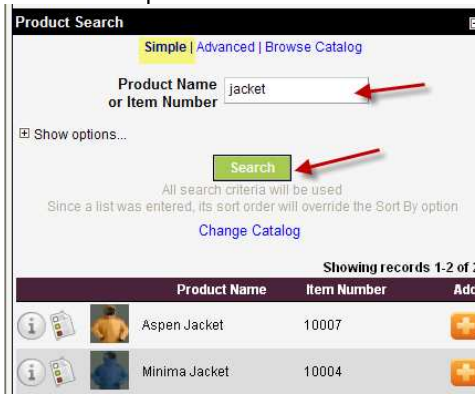 Product Search
Simple | Advanced | Browse Catalog
Product Name
or Item Number
jacket
Show options...
Search
All search criteria will be used
Since a list was entered, its sort order will override the Sort By option
Change Catalog
Showing records 1-2 of
Product Name Item Number Add
Aspen Jacket 10007
Minima Jacket 10004